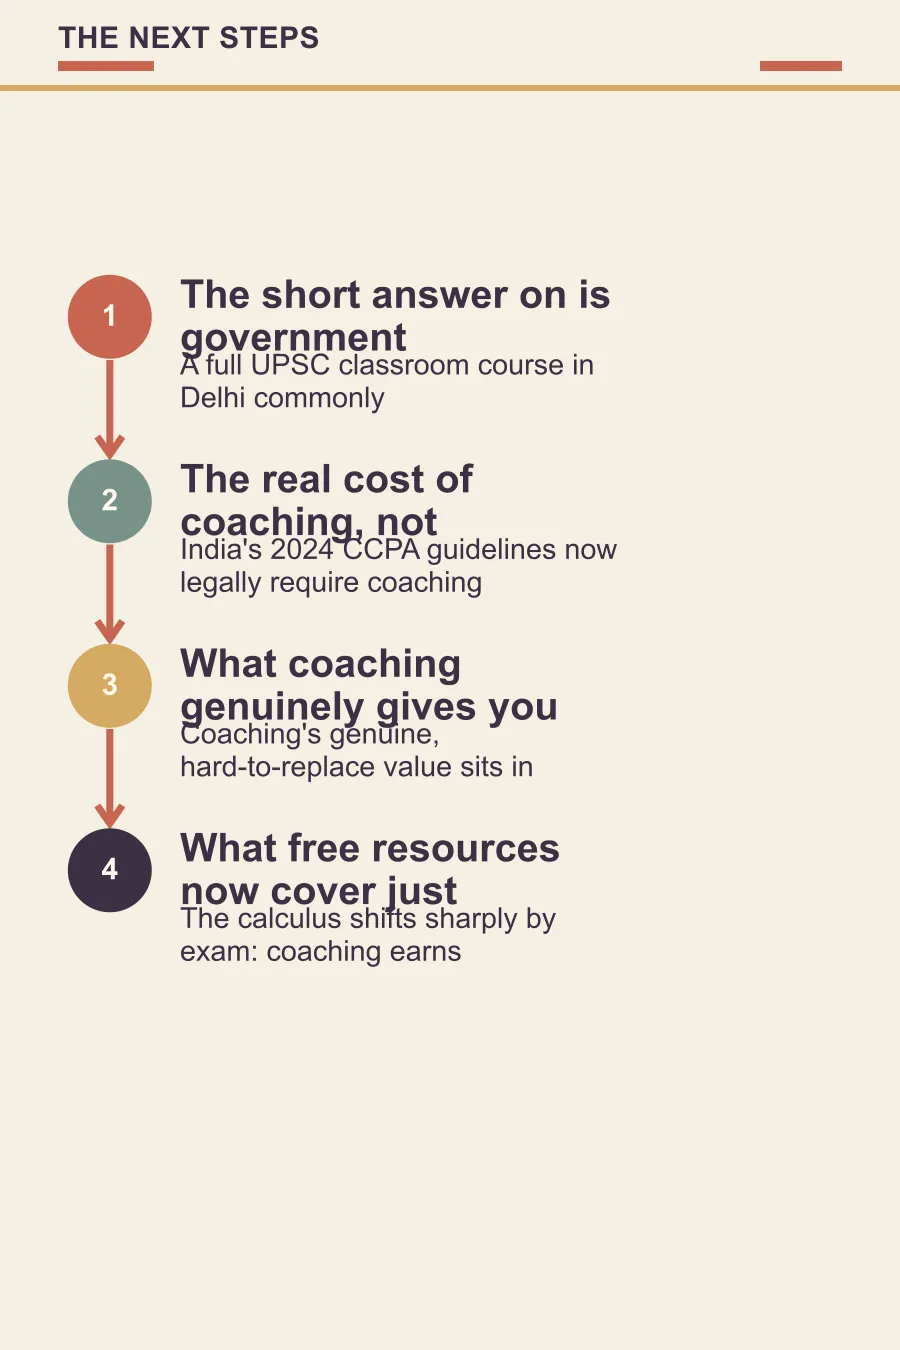 THE NEXT STEPS
1
The short answer on is
government
A full UPSC classroom course in
Delhi commonly
2
The real cost of
coaching, not
India's 2024 CCPA guidelines now
legally require coaching
3
What coaching
genuinely gives you
Coaching's genuine,
hard-to-replace value sits in
4
What free resources
now cover just
The calculus shifts sharply by
exam: coaching earns